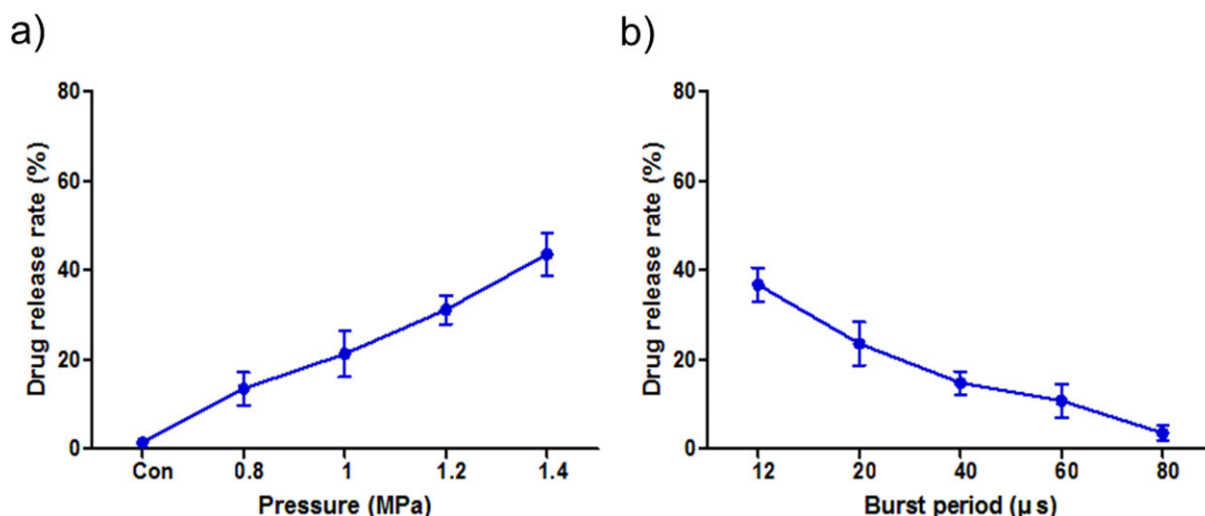 a)
80
60
40
20
0
Drug release rate (%)
Con 0.8 1 1.2 1.4
Pressure (MPa)
b)
80
60
40
20
0
Drug release rate (%)
12 20 40 60 80
Burst period (µ s)